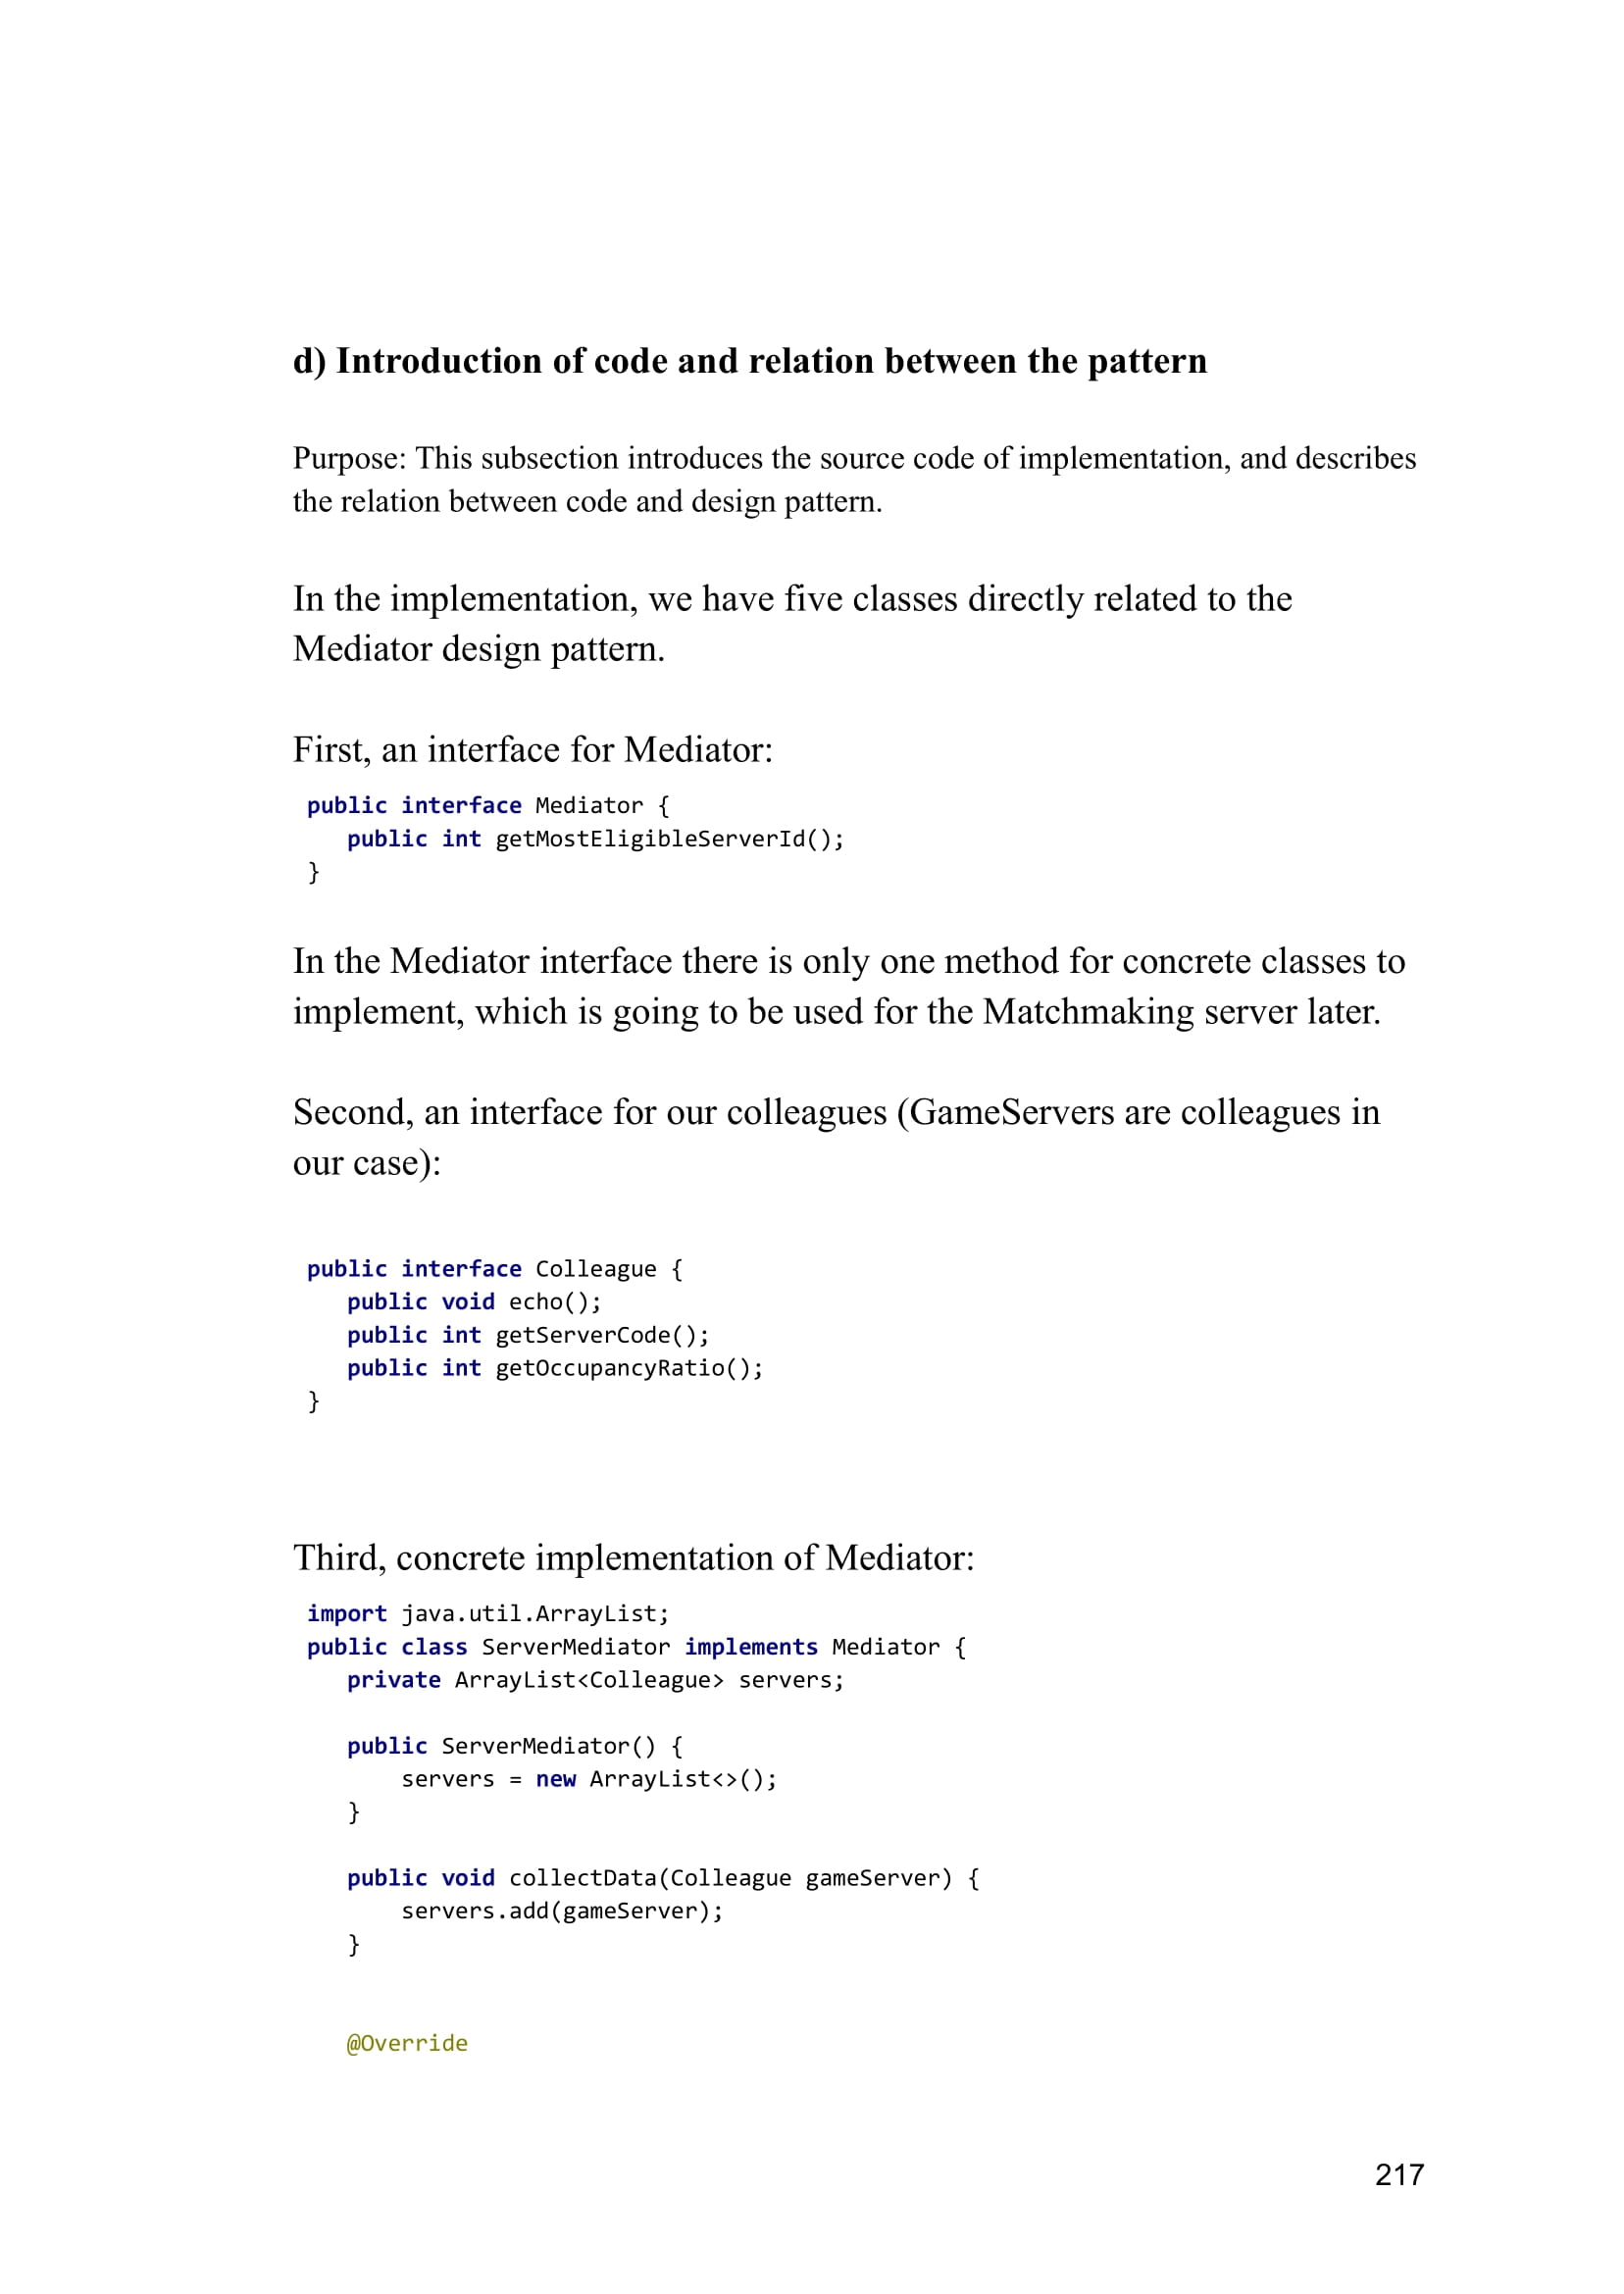 d) Introduction of code and relation between the pattern
Purpose: This subsection introduces the source code of implementation, and describes
the relation between code and design pattern.
In the implementation, we have five classes directly related to the
Mediator design pattern.
First, an interface for Mediator:
public interface Mediator {
   public int getMostEligibleServerId();
}
In the Mediator interface there is only one method for concrete classes to
implement, which is going to be used for the Matchmaking server later.
Second, an interface for our colleagues (GameServers are colleagues in
our case):
public interface Colleague {
   public void echo();
   public int getServerCode();
   public int getOccupancyRatio();
}
Third, concrete implementation of Mediator:
import java.util.ArrayList;
public class ServerMediator implements Mediator {
   private ArrayList<Colleague> servers;
   public ServerMediator() {
       servers = new ArrayList<>();
   }
   public void collectData(Colleague gameServer) {
       servers.add(gameServer);
   }
   @Override
217